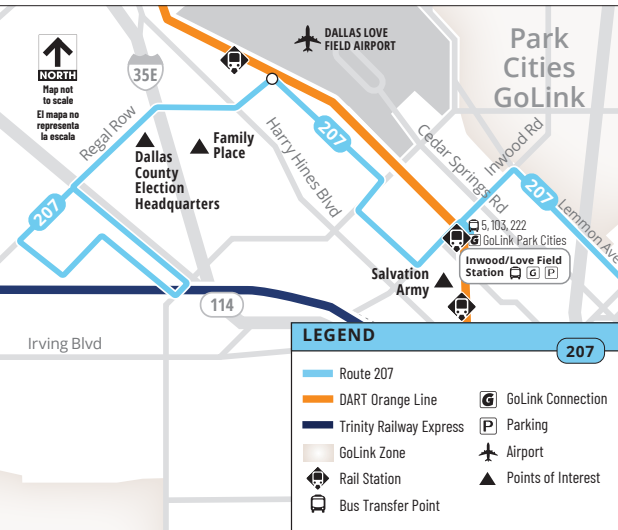 NORTH
Map not
to scale
El mapa no
representa
la escala
35E
DALLAS LOVE
FIELD AIRPORT
Park
Cities
GoLink
Regal Row
Dallas
County
Election
Headquarters
Family
Place
Harry Hines Blvd
207
Cedar Springs Rd
Inwood Rd
207
Lemmon Ave
207
5, 103, 222
G GoLink Park Cities
Inwood/Love Field
Station G P
Salvation
Army
114
Irving Blvd
LEGEND
207
Route 207
DART Orange Line
Trinity Railway Express
GoLink Zone
Rail Station
Bus Transfer Point
G GoLink Connection
P Parking
Airport
Points of Interest